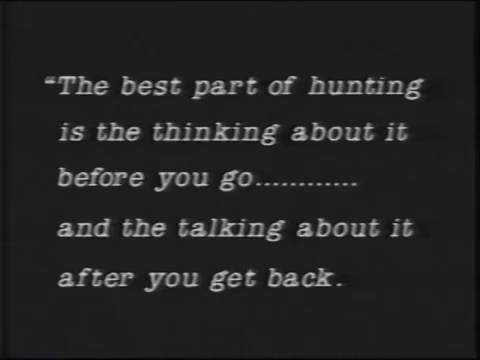 “The best part of hunting
is the thinking about it
before you go............
and the talking about it
after you get back.